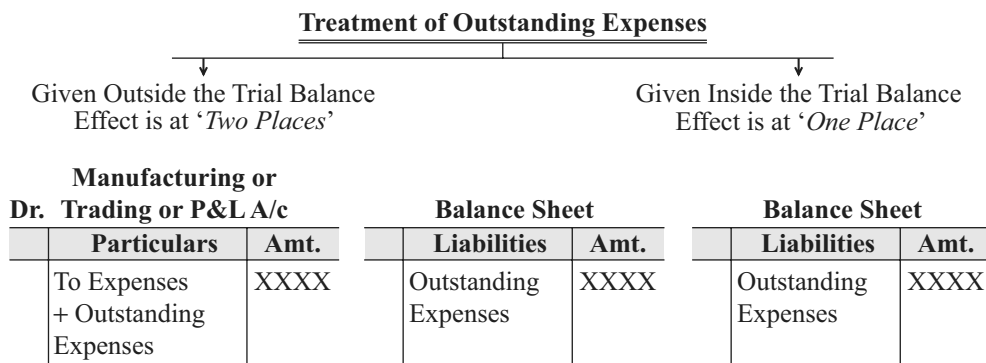 Treatment of Outstanding Expenses
Given Outside the Trial Balance
Effect is at ‘Two Places’
Given Inside the Trial Balance
Effect is at ‘One Place’
Manufacturing or
Dr. Trading or P&L A/c
Particulars Amt.
To Expenses XXXX
+ Outstanding
Expenses
Balance Sheet
Liabilities Amt.
Outstanding XXXX
Expenses
Balance Sheet
Liabilities Amt.
Outstanding XXXX
Expenses